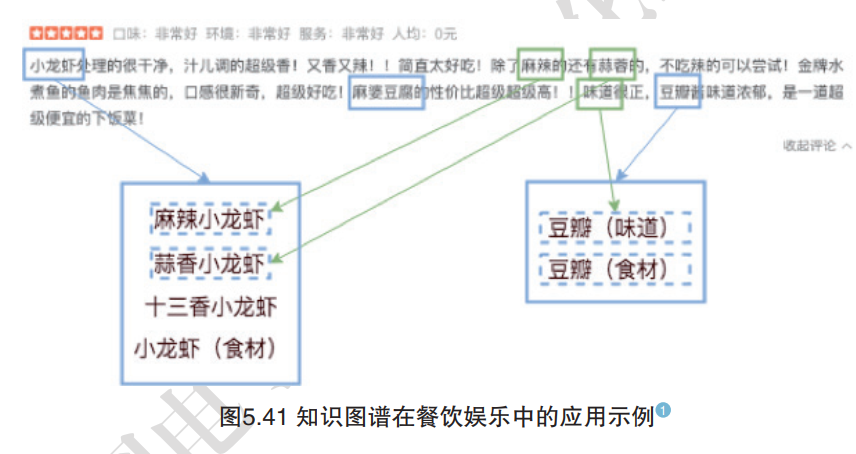 口味：非常好 环境：非常好 服务：非常好 人均：0元
小龙虾处理的很干净，汁儿调的超级香！又香又辣！！简直太好吃！除了麻辣的还有蒜蓉的，不吃辣的可以尝试！金牌水
煮鱼的鱼肉是焦焦的，口感很新奇，超级好吃！麻婆豆腐的性价比超级超级高！！味道很正，豆瓣酱味道浓郁，是一道超
级便宜的下饭菜！
收起评论
麻辣小龙虾
蒜香小龙虾
十三香小龙虾
小龙虾（食材）
豆瓣（味道）
豆瓣（食材）
图5.41 知识图谱在餐饮娱乐中的应用示例1